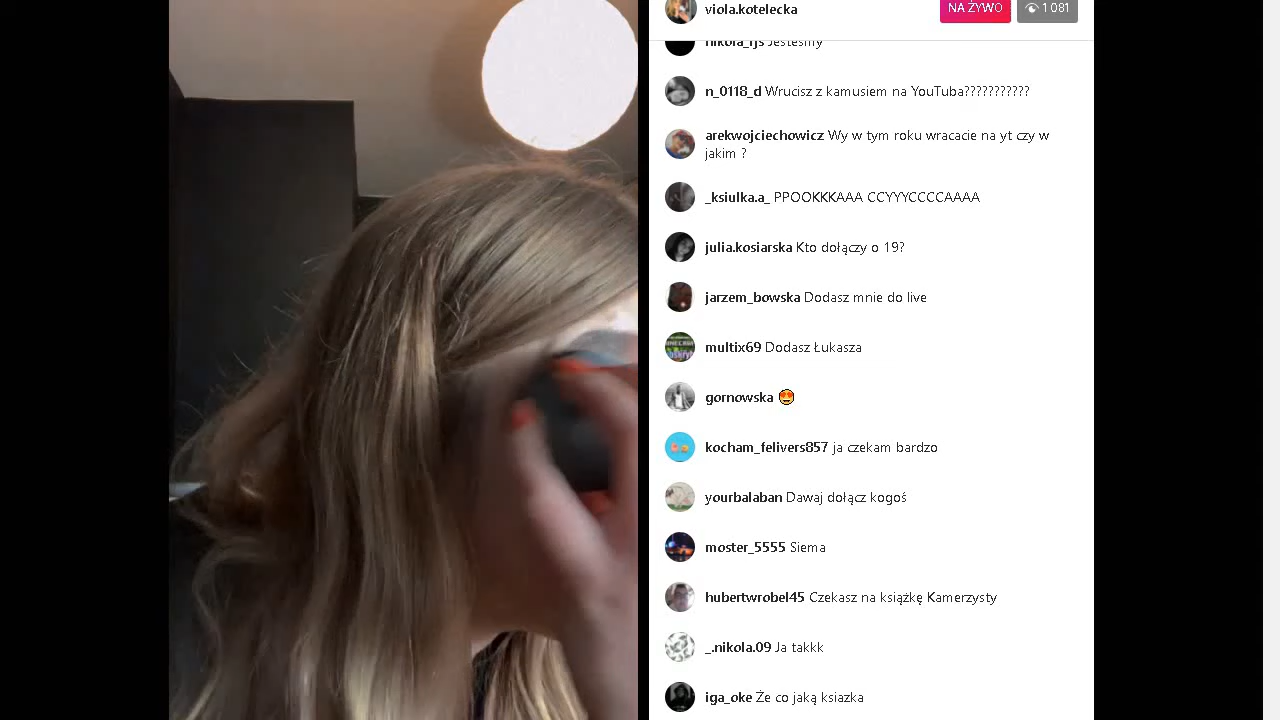 viola.kotelecka
NA ŻYWO
1 081
nikola_rjs Jesteśmy
n_0118_d Wrucisz z kamusiem na YouTuba???????????
arekwojciechowicz Wy w tym roku wracacie na yt czy w
jakim ?
_ksiulka.a_ PPOOKKKAAA CCYYYCCCCAAAA
julia.kosiarska Kto dołączy o 19?
jarzem_bowska Dodasz mnie do live
multix69 Dodasz Łukasza
gørnowska 😍
kocham_felivers857 ja czekam bardzo
yourbalaban Dawaj dołącz kogoś
moster_5555 Siema
hubertwrobel45 Czekasz na książkę Kamerzysty
_.nikola.09 Ja takkk
iga_oke Że co jaką ksiazka